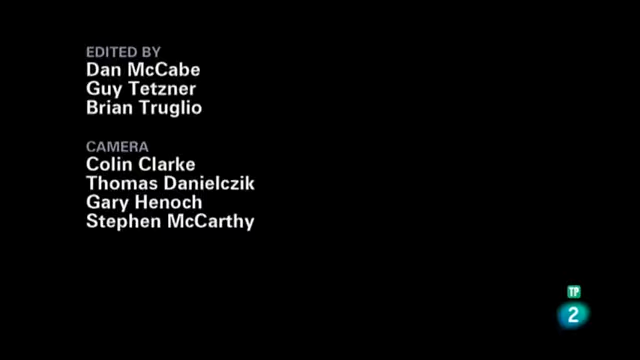 EDITED BY
Dan McCabe
Guy Tetzner
Brian Truglio
CAMERA
Colin Clarke
Thomas Danielczik
Gary Henoch
Stephen McCarthy
TP
2